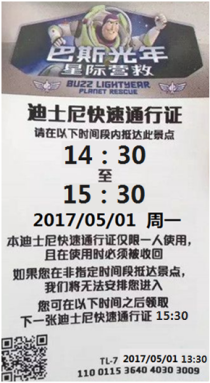 巴斯光年
星际营救
BUZZ LIGHTYEAR
PLANET RESCUE
迪士尼快速通行证
请在以下时间段内抵达此景点
14：30
至
15：30
2017/05/01 周一
本迪士尼快速通行证仅限一人使用，
且在使用时必须被收回
如果您在非指定时间段抵达景点，
我们将无法安排您进入
您可在以下时间之后领取
下一张迪士尼快速通行证 15:30
TL-7 2017/05/01 13:30
110 0115 3640 4030 3009